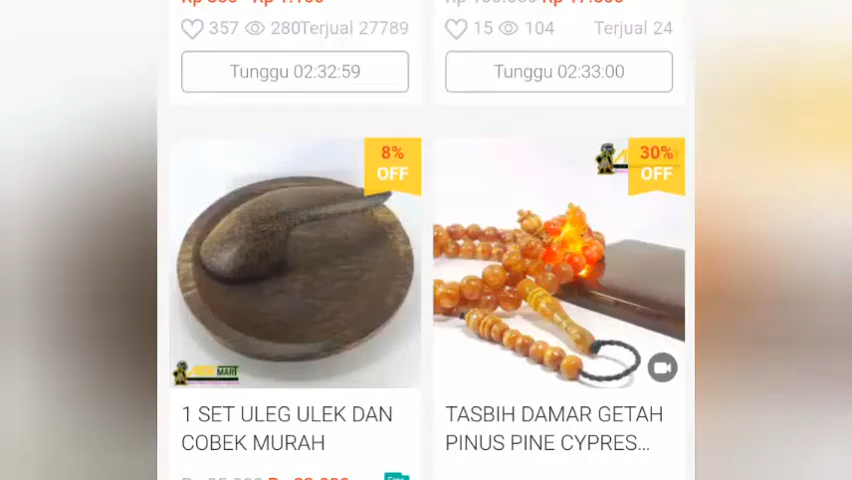 357 280Terjual 27789
15 104 Terjual 24
Tunggu 02:32:59
Tunggu 02:33:00
8%
OFF
30%
OFF
MART
1 SET ULEG ULEK DAN
COBEK MURAH
TASBIH DAMAR GETAH
PINUS PINE CYPRES...